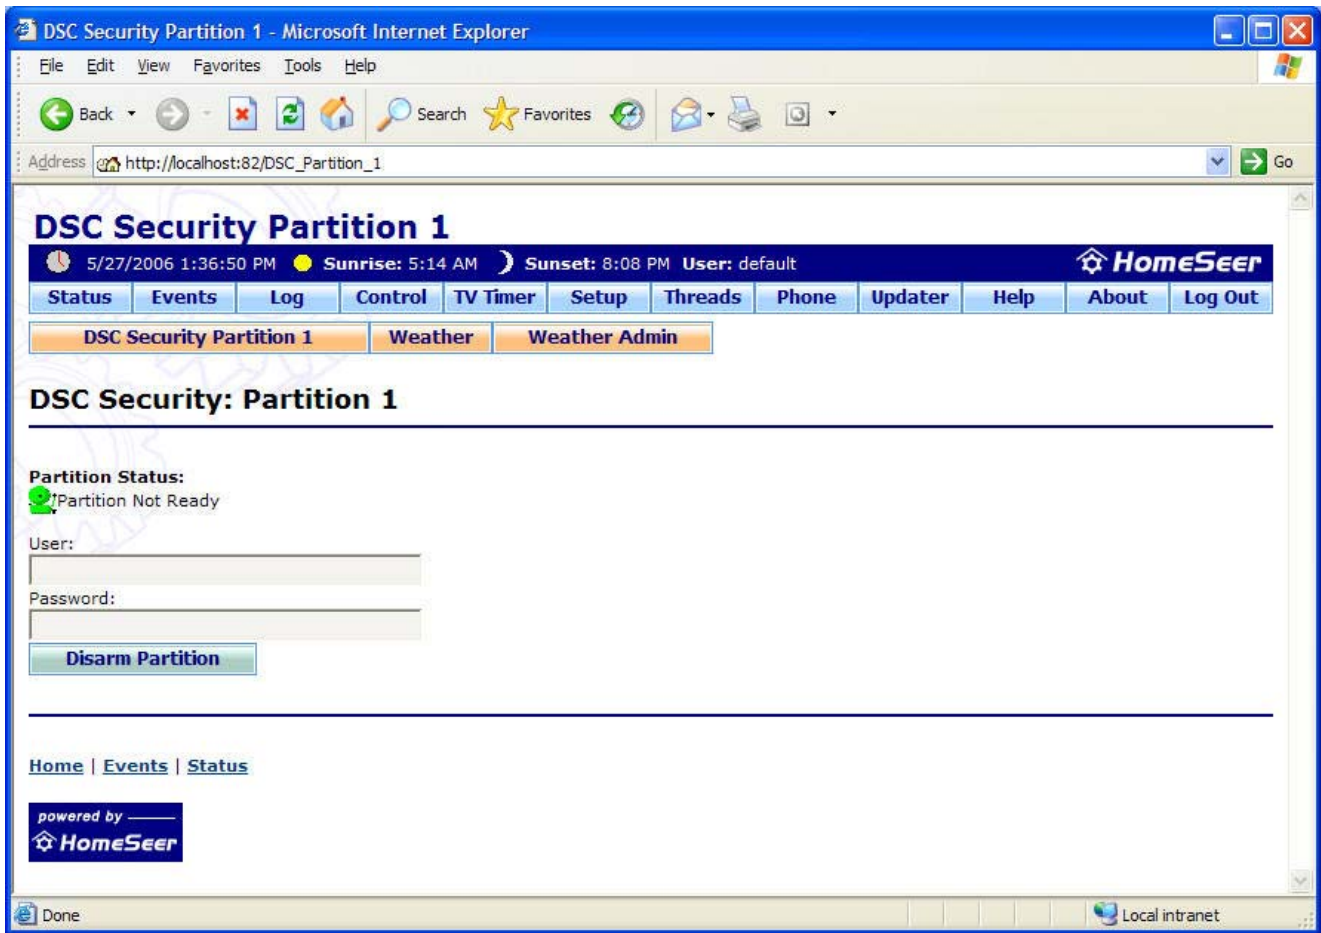 DSC Security Partition 1 - Microsoft Internet Explorer
File Edit View Favorites Tools Help
Back Search Favorites
Address http://localhost:82/DSC_Partition_1 Go
DSC Security Partition 1
5/27/2006 1:36:50 PM Sunrise: 5:14 AM Sunset: 8:08 PM User: default HomeSeer
Status Events Log Control TV Timer Setup Threads Phone Updater Help About Log Out
DSC Security Partition 1 Weather Weather Admin
DSC Security: Partition 1
Partition Status:
Partition Not Ready
User:
Password:
Disarm Partition
Home | Events | Status
powered by
HomeSeer
Done Local intranet